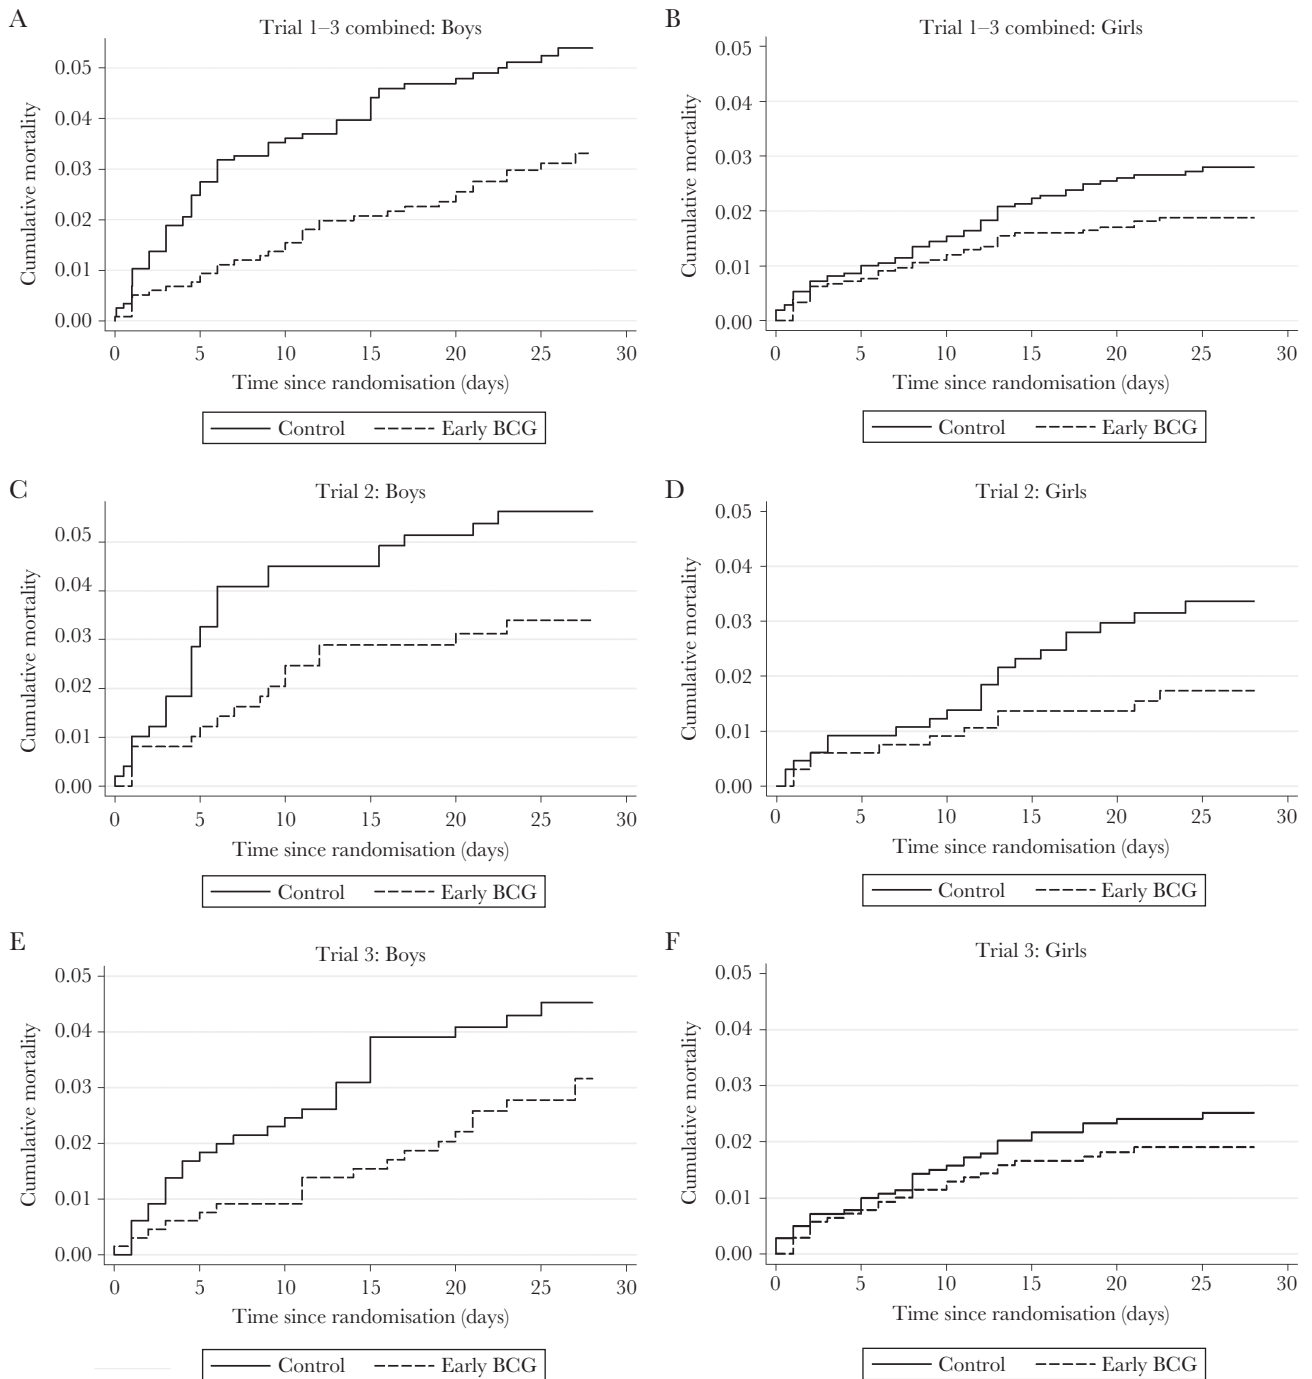 A
Trial 1–3 combined: Boys
Cumulative mortality
0.05
0.04
0.03
0.02
0.01
0.00
0 5 10 15 20 25 30
Time since randomisation (days)
Control Early BCG
B
Trial 1–3 combined: Girls
Cumulative mortality
0.05
0.04
0.03
0.02
0.01
0.00
0 5 10 15 20 25 30
Time since randomisation (days)
Control Early BCG
C
Trial 2: Boys
Cumulative mortality
0.05
0.04
0.03
0.02
0.01
0.00
0 5 10 15 20 25 30
Time since randomisation (days)
Control Early BCG
D
Trial 2: Girls
Cumulative mortality
0.05
0.04
0.03
0.02
0.01
0.00
0 5 10 15 20 25 30
Time since randomisation (days)
Control Early BCG
E
Trial 3: Boys
Cumulative mortality
0.05
0.04
0.03
0.02
0.01
0.00
0 5 10 15 20 25 30
Time since randomisation (days)
Control Early BCG
F
Trial 3: Girls
Cumulative mortality
0.05
0.04
0.03
0.02
0.01
0.00
0 5 10 15 20 25 30
Time since randomisation (days)
Control Early BCG